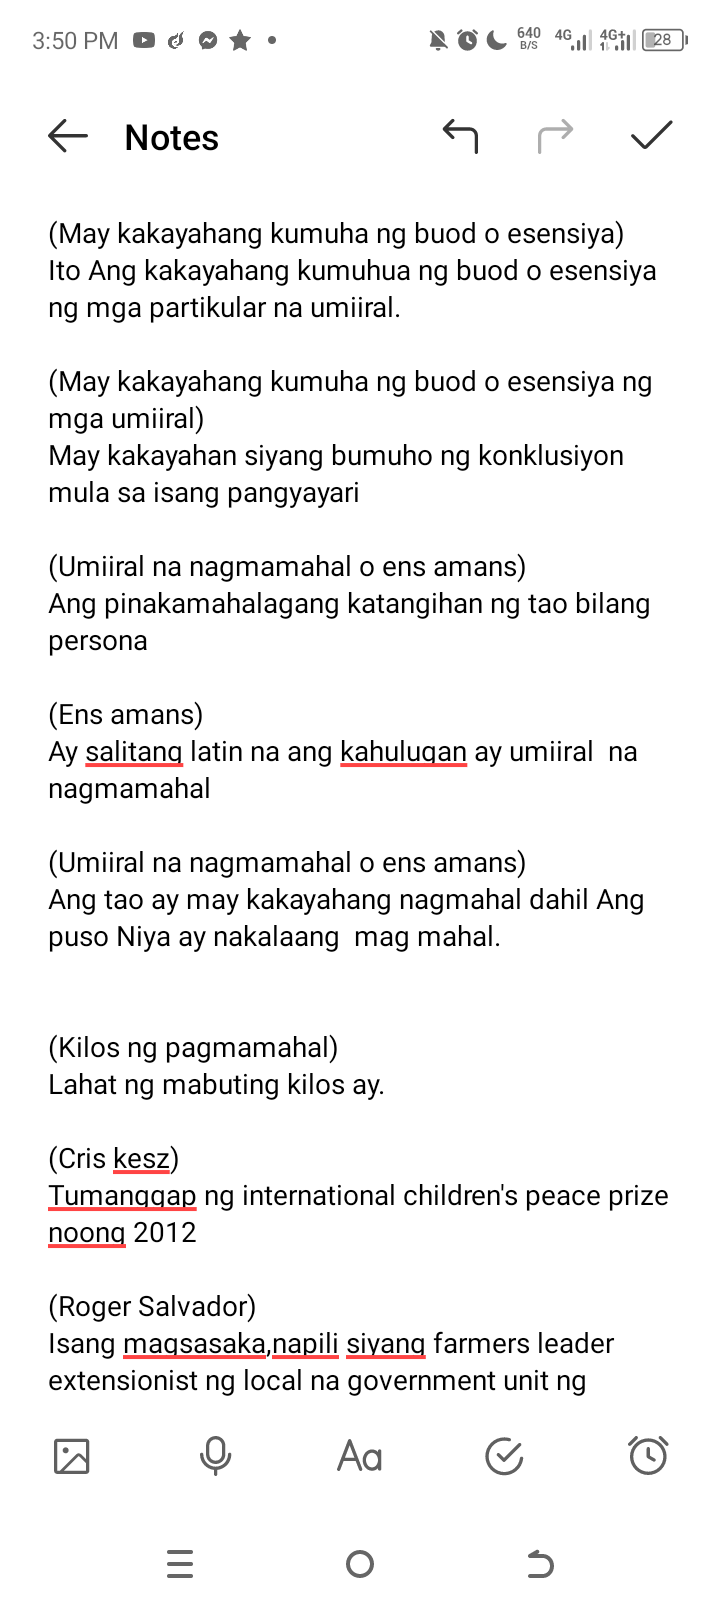 3:50 PM
640
B/S
4G
4G+
28
Notes
(May kakayahang kumuha ng buod o esensiya)
Ito Ang kakayahang kumuhua ng buod o esensiya
ng mga partikular na umiiral.
(May kakayahang kumuha ng buod o esensiya ng
mga umiiral)
May kakayahan siyang bumuho ng konklusiyon
mula sa isang pangyayari
(Umiiral na nagmamahal o ens amans)
Ang pinakamahalagang katangihan ng tao bilang
persona
(Ens amans)
Ay salitang latin na ang kahulugan ay umiiral  na
nagmamahal
(Umiiral na nagmamahal o ens amans)
Ang tao ay may kakayahang nagmahal dahil Ang
puso Niya ay nakalaang  mag mahal.
(Kilos ng pagmamahal)
Lahat ng mabuting kilos ay.
(Cris kesz)
Tumanggap ng international children's peace prize
noong 2012
(Roger Salvador)
Isang magsasaka,napili siyang farmers leader
extensionist ng local na government unit ng
Aa